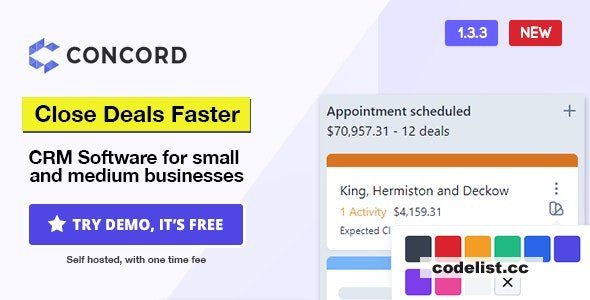 CONCORD
1.3.3
NEW
Close Deals Faster
CRM Software for small
and medium businesses
TRY DEMO, IT'S FREE
Self hosted, with one time fee
Appointment scheduled
$70,957.31 - 12 deals
King, Hermiston and Deckow
1 Activity $4,159.31
Expected
codelist.cc